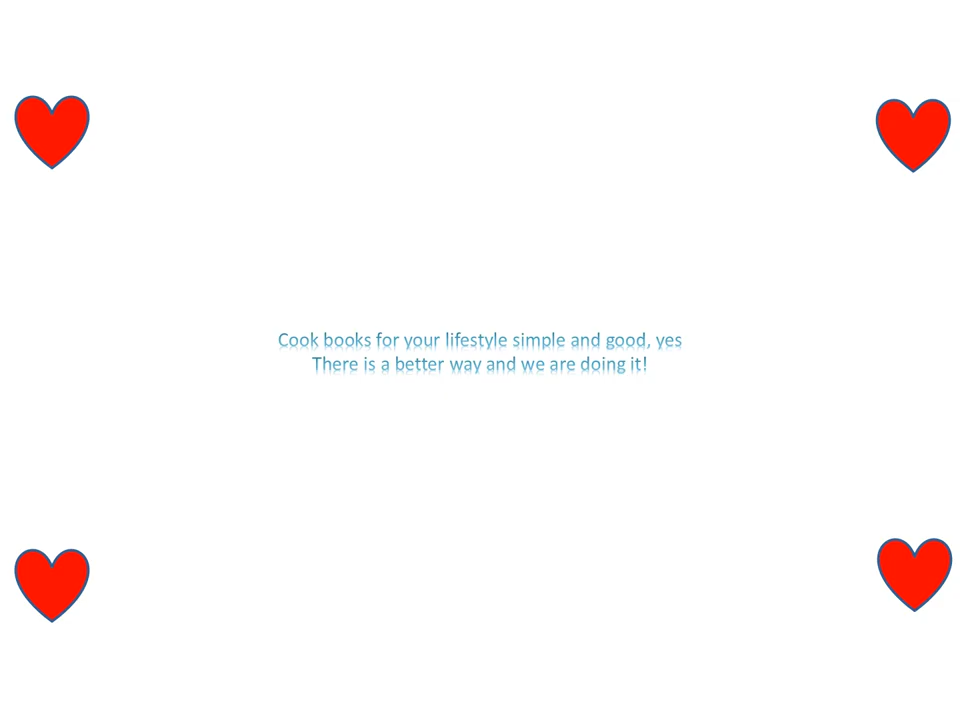 Cook books for your lifestyle simple and good, yes
There is a better way and we are doing it!